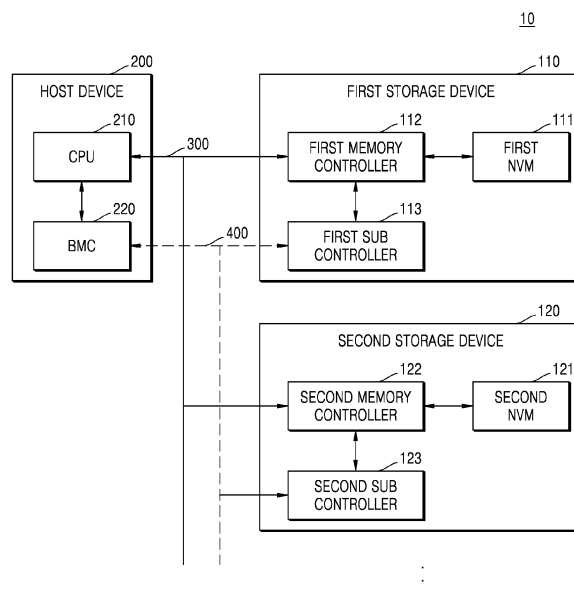 10
200
HOST DEVICE
210
CPU
220
BMC
300
400
110
FIRST STORAGE DEVICE
112
FIRST MEMORY
CONTROLLER
111
FIRST
NVM
113
FIRST SUB
CONTROLLER
120
SECOND STORAGE DEVICE
122
SECOND MEMORY
CONTROLLER
121
SECOND
NVM
123
SECOND SUB
CONTROLLER